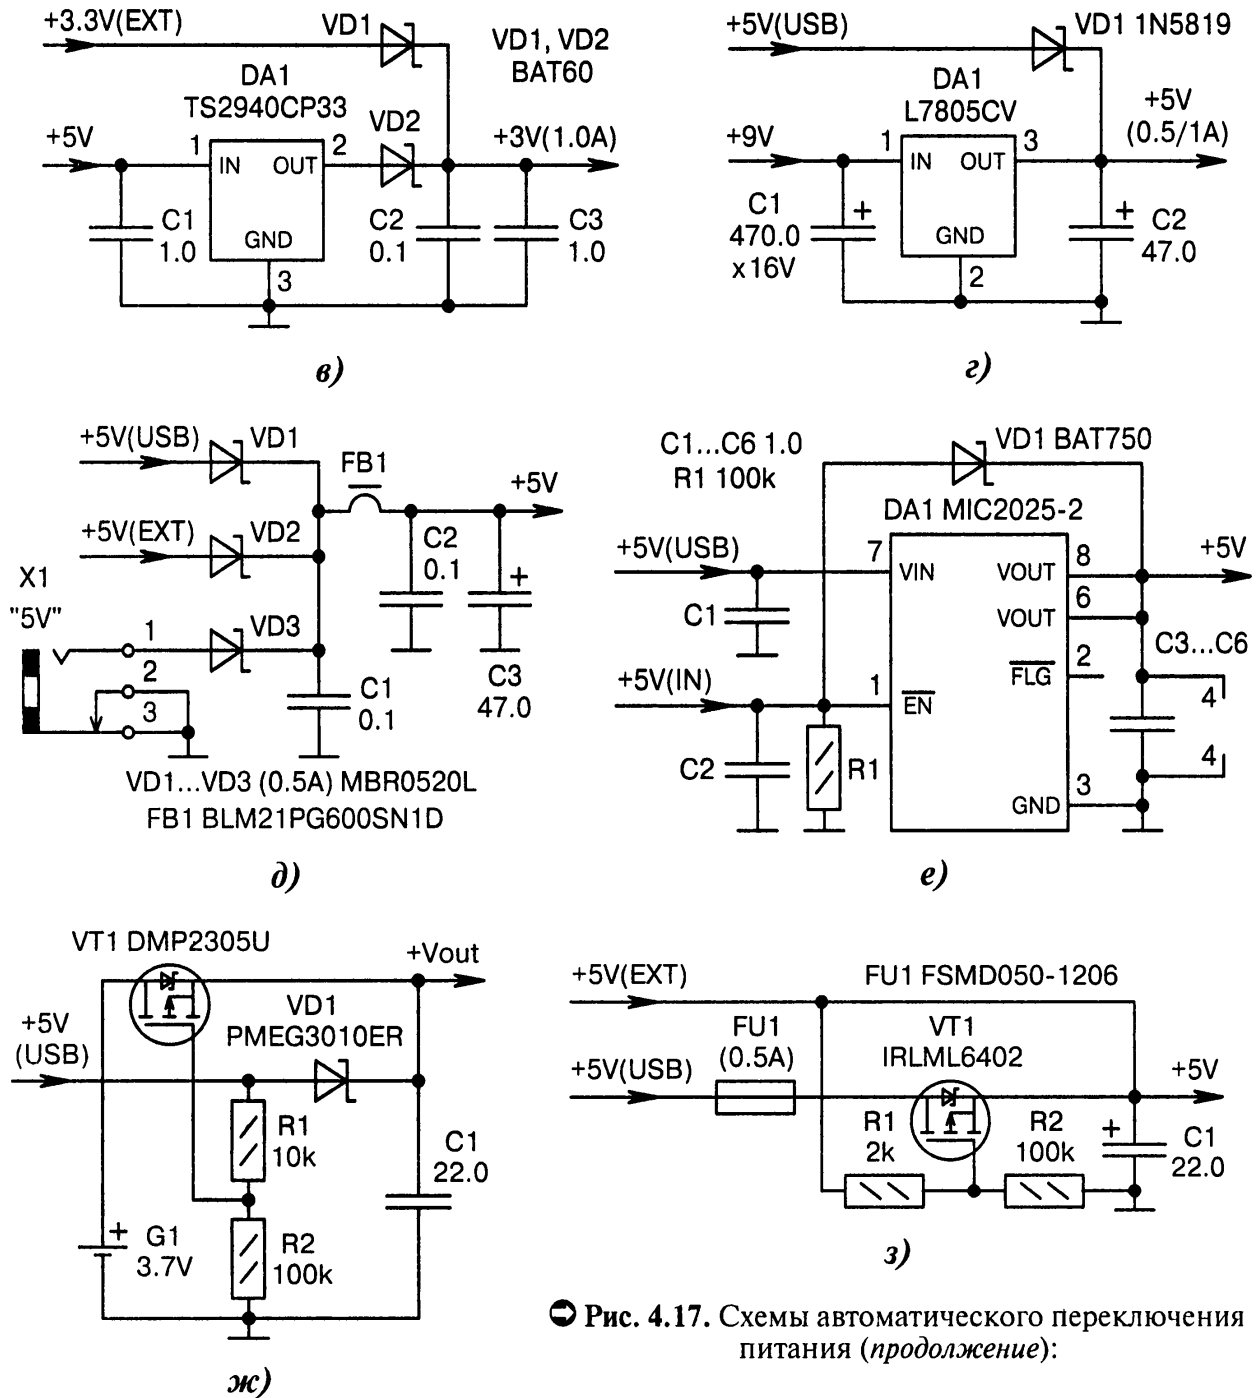 +3.3V(EXT)
VD1
VD1, VD2
BAT60
DA1
TS2940CP33
VD2
+5V
1
IN
OUT
2
+3V(1.0A)
C1
1.0
GND
C2
0.1
C3
1.0
3
в)
+5V(USB)
VD1 1N5819
DA1
L7805CV
+5V
(0.5/1A)
+9V
1
IN
OUT
3
C1
470.0
x16V
+
GND
+
C2
47.0
2
г)
+5V(USB)
VD1
FB1
+5V
+5V(EXT)
VD2
C2
0.1
+
X1
"5V"
1
VD3
2
3
C1
0.1
C3
47.0
VD1...VD3 (0.5A) MBR0520L
FB1 BLM21PG600SN1D
д)
C1...C6 1.0
R1 100k
VD1 BAT750
DA1 MIC2025-2
+5V(USB)
7
VIN
VOUT
8
+5V
C1
VOUT
6
C3...C6
+5V(IN)
1
EN
FLG
2
4
C2
R1
4
GND
3
е)
VT1 DMP2305U
+Vout
+5V
(USB)
VD1
PMEG3010ER
R1
10k
C1
22.0
+
G1
3.7V
R2
100k
ж)
+5V(EXT)
FU1 FSMD050-1206
FU1
(0.5A)
VT1
IRLML6402
+5V(USB)
+5V
R1
2k
R2
100k
+
C1
22.0
з)
➲ Рис. 4.17. Схемы автоматического переключения
питания (продолжение):